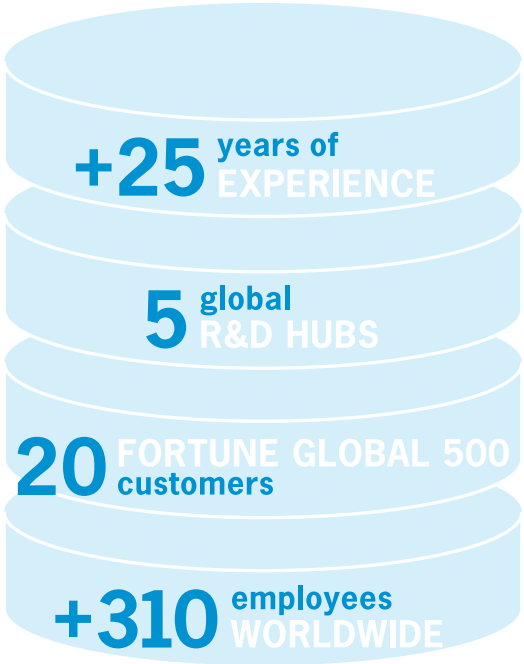 +25 years of
EXPERIENCE
5 global
R&D HUBS
20 FORTUNE GLOBAL 500
customers
+310 employees
WORLDWIDE